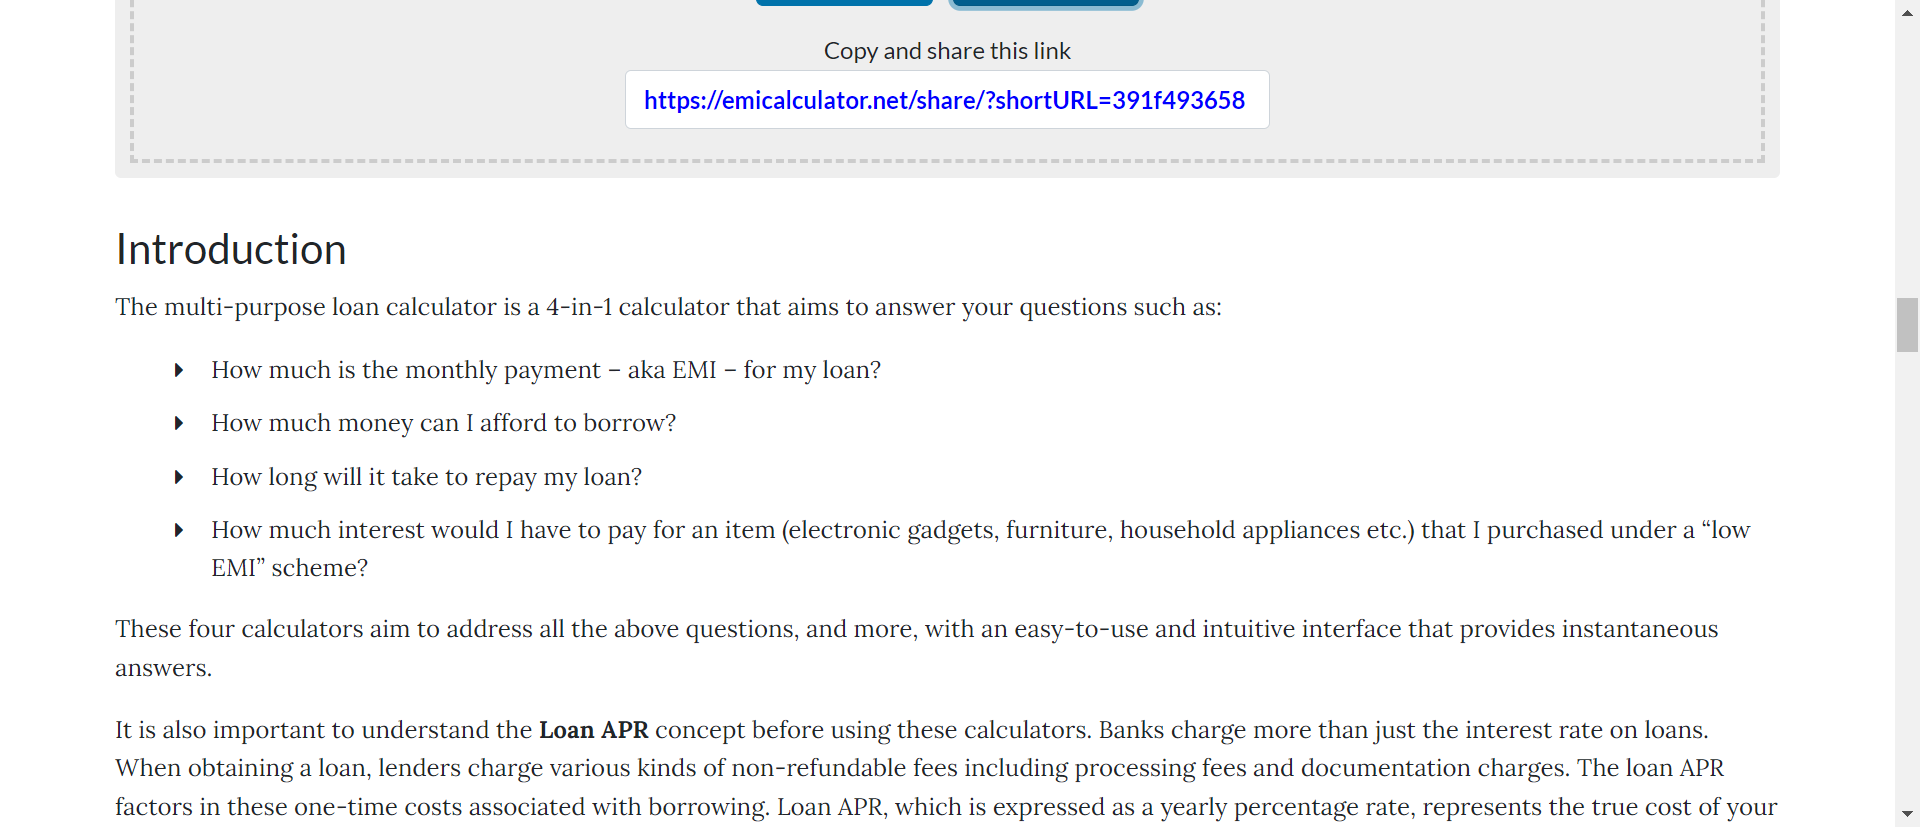 Copy and share this link
https://emicalculator.net/share/?shortURL=391f493658
Introduction
The multi-purpose loan calculator is a 4-in-1 calculator that aims to answer your questions such as:
How much is the monthly payment – aka EMI – for my loan?
How much money can I afford to borrow?
How long will it take to repay my loan?
How much interest would I have to pay for an item (electronic gadgets, furniture, household appliances etc.) that I purchased under a “low
EMI” scheme?
These four calculators aim to address all the above questions, and more, with an easy-to-use and intuitive interface that provides instantaneous
answers.
It is also important to understand the Loan APR concept before using these calculators. Banks charge more than just the interest rate on loans.
When obtaining a loan, lenders charge various kinds of non-refundable fees including processing fees and documentation charges. The loan APR
factors in these one-time costs associated with borrowing. Loan APR, which is expressed as a yearly percentage rate, represents the true cost of your